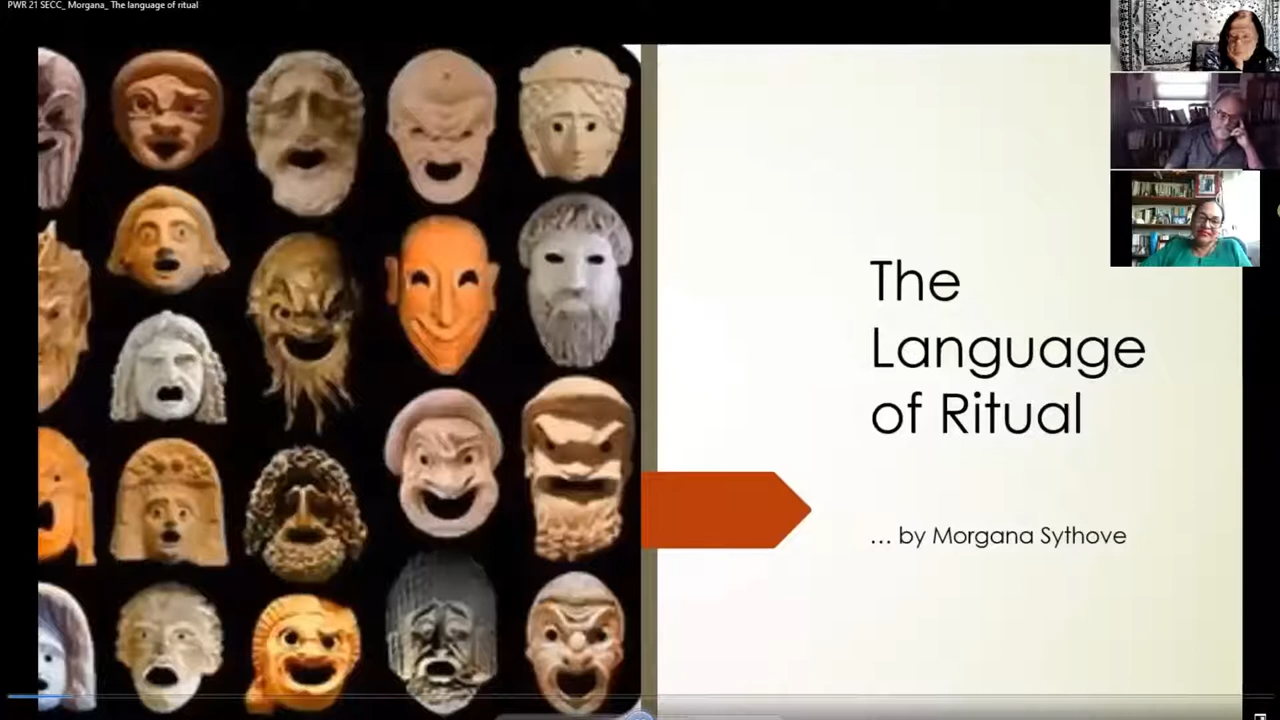 PWR 21 SECC_ Morgana_ The language of ritual
The
Language
of Ritual
... by Morgana Sythove